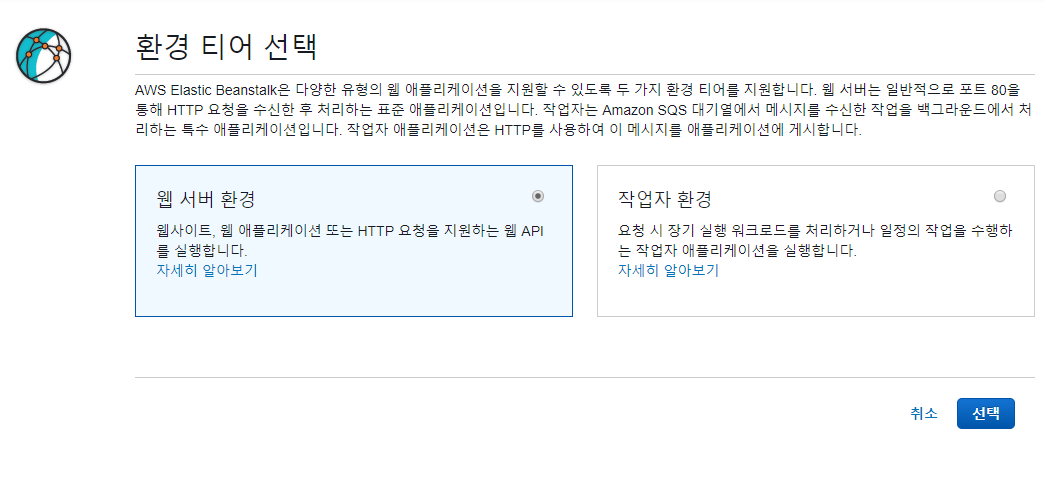 환경 티어 선택
AWS Elastic Beanstalk은 다양한 유형의 웹 애플리케이션을 지원할 수 있도록 두 가지 환경 티어를 지원합니다. 웹 서버는 일반적으로 포트 80을
통해 HTTP 요청을 수신한 후 처리하는 표준 애플리케이션입니다. 작업자는 Amazon SQS 대기열에서 메시지를 수신한 작업을 백그라운드에서 처
리하는 특수 애플리케이션입니다. 작업자 애플리케이션은 HTTP를 사용하여 이 메시지를 애플리케이션에 게시합니다.
웹 서버 환경
웹사이트, 웹 애플리케이션 또는 HTTP 요청을 지원하는 웹 API
를 실행합니다.
자세히 알아보기
작업자 환경
요청 시 장기 실행 워크로드를 처리하거나 일정의 작업을 수행하
는 작업자 애플리케이션을 실행합니다.
자세히 알아보기
취소
선택